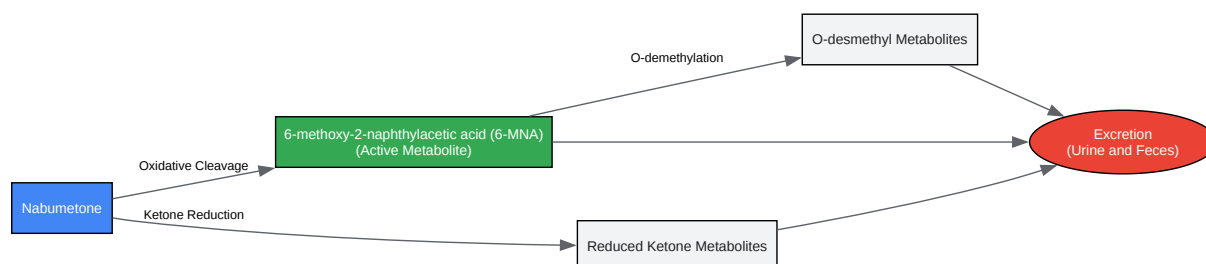 O-desmethyl Metabolites
O-demethylation
6-methoxy-2-naphthylacetic acid (6-MNA)
(Active Metabolite)
Excretion
(Urine and Feces)
Oxidative Cleavage
Nabumetone
Ketone Reduction
Reduced Ketone Metabolites